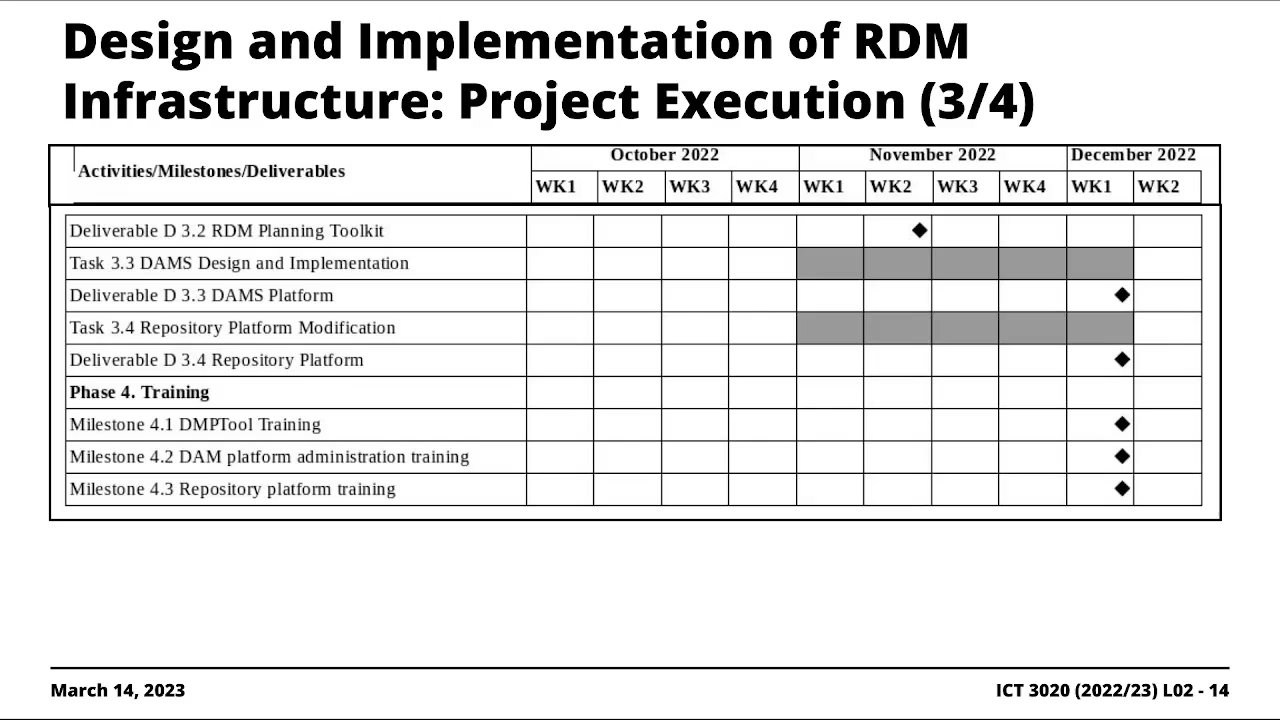 Design and Implementation of RDM
Infrastructure: Project Execution (3/4)
Activities/Milestones/Deliverables
October 2022 November 2022 December 2022
WK1 WK2 WK3 WK4 WK1 WK2 WK3 WK4 WK1 WK2
Deliverable D 3.2 RDM Planning Toolkit
Task 3.3 DAMS Design and Implementation
Deliverable D 3.3 DAMS Platform
Task 3.4 Repository Platform Modification
Deliverable D 3.4 Repository Platform
Phase 4. Training
Milestone 4.1 DMPTool Training
Milestone 4.2 DAM platform administration training
Milestone 4.3 Repository platform training
March 14, 2023
ICT 3020 (2022/23) L02 - 14